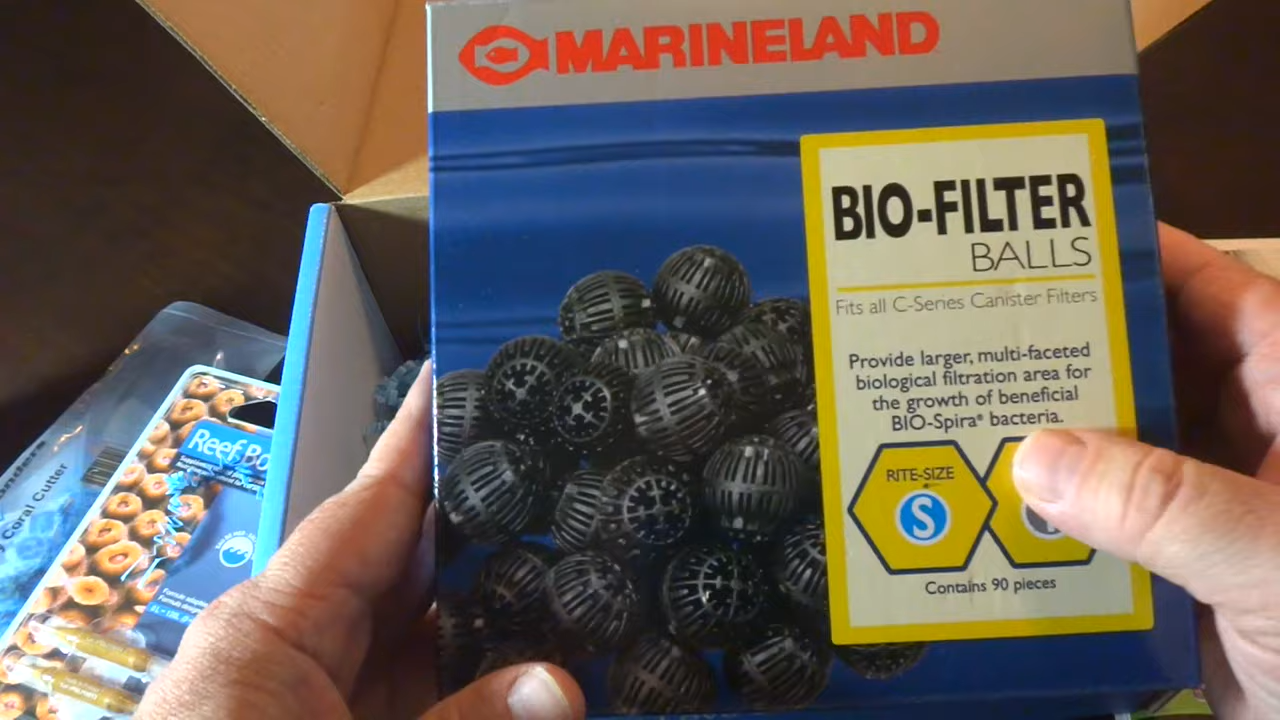 MARINELAND
BIO-FILTER
BALLS
Fits all C-Series Canister Filters
Provide larger, multi-faceted
biological filtration area for
the growth of beneficial
BIO-Spira® bacteria.
RITE-SIZE
S
Contains 90 pieces
Coral Cutter
Reef